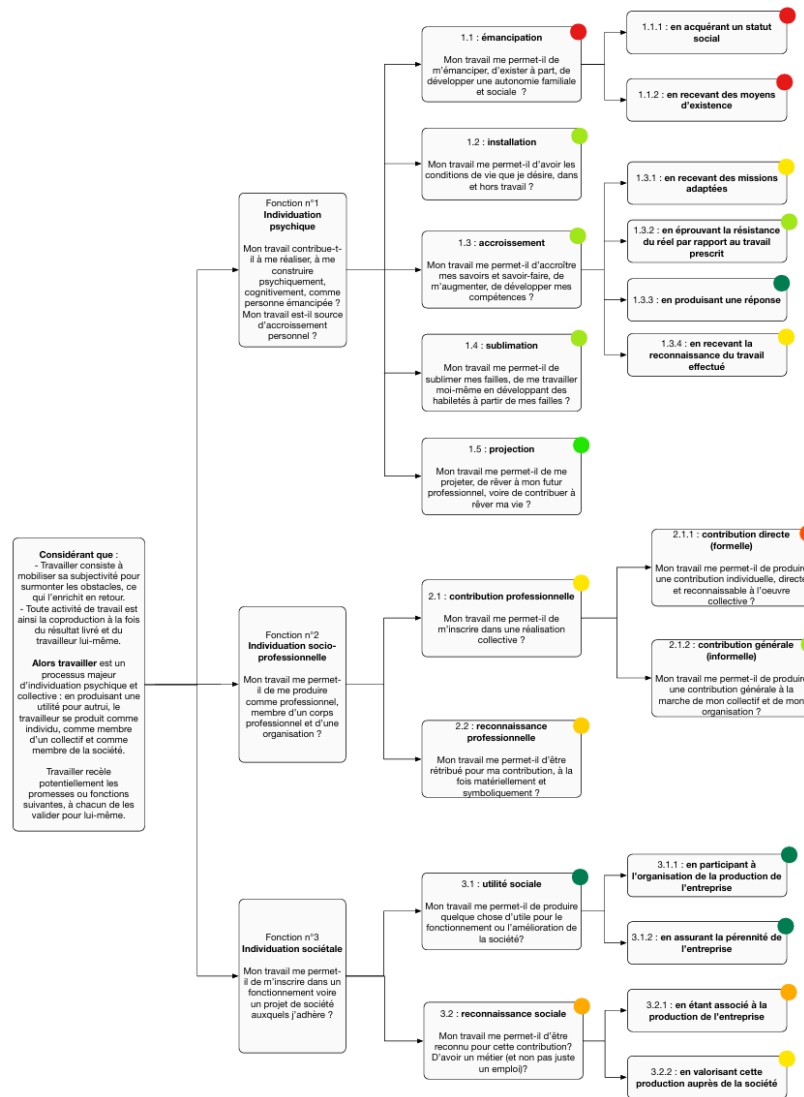 1.1 : émancipation
Mon travail me permet-il de
m'émanciper, d'exister à part, de
développer une autonomie familiale
et sociale ?
1.1.1 : en acquérant un statut
social
1.1.2 : en recevant des moyens
d'existence
1.2 : installation
Mon travail me permet-il d'avoir les
conditions de vie que je désire, dans
et hors travail ?
Fonction n°1
Individuation
psychique
Mon travail contribue-t-
il à me réaliser, à me
construire
psychiquement,
cognitivement, comme
personne émancipée ?
Mon travail est-il source
d'accroissement
personnel ?
1.3 : accroissement
Mon travail me permet-il d'accroître
mes savoirs et savoir-faire, de
m'augmenter, de développer mes
compétences ?
1.3.1 : en recevant des missions
adaptées
1.3.2 : en éprouvant la résistance
du réel par rapport au travail
prescrit
1.3.3 : en produisant une réponse
1.3.4 : en recevant la
reconnaissance du travail
effectué
1.4 : sublimation
Mon travail me permet-il de
sublimer mes failles, de me travailler
moi-même en développant des
habiletés à partir de mes failles ?
1.5 : projection
Mon travail me permet-il de me
projeter, de rêver à mon futur
professionnel, voire de contribuer à
rêver ma vie ?
Considérant que :
- Travailler consiste à
mobiliser sa subjectivité pour
surmonter les obstacles, ce
qui l'enrichit en retour.
- Toute activité de travail est
ainsi la coproduction à la fois
du résultat livré et du
travailleur lui-même.
Alors travailler est un
processus majeur
d'individuation psychique et
collective : en produisant une
utilité pour autrui, le
travailleur se produit comme
individu, comme membre
d'un collectif et comme
membre de la société.
Travailler recèle
potentiellement les
promesses ou fonctions
suivantes, à chacun de les
valider pour lui-même.
Fonction n°2
Individuation socio-
professionnelle
Mon travail me permet-
il de me produire
comme professionnel,
membre d'un corps
professionnel et d'une
organisation ?
2.1 : contribution professionnelle
Mon travail me permet-il de
m'inscrire dans une réalisation
collective ?
2.1.1 : contribution directe
(formelle)
Mon travail me permet-il de produire
une contribution individuelle, directe
et reconnaissable à l'oeuvre
collective ?
2.1.2 : contribution générale
(informelle)
Mon travail me permet-il de produire
une contribution générale à la
marche de mon collectif et de mon
organisation ?
2.2 : reconnaissance
professionnelle
Mon travail me permet-il d'être
rétribué pour ma contribution, à la
fois matériellement et
symboliquement ?
Fonction n°3
Individuation sociétale
Mon travail me permet-
il de m'inscrire dans un
fonctionnement voire
un projet de société
auxquels j'adhère ?
3.1 : utilité sociale
Mon travail me permet-il de produire
quelque chose d'utile pour le
fonctionnement ou l'amélioration de
la société?
3.1.1 : en participant à
l'organisation de la production de
l'entreprise
3.1.2 : en assurant la pérennité de
l'entreprise
3.2 : reconnaissance sociale
Mon travail me permet-il d'être
reconnu pour cette contribution?
D'avoir un métier (et non pas juste
un emploi)?
3.2.1 : en étant associé à la
production de l'entreprise
3.2.2 : en valorisant cette
production auprès de la société